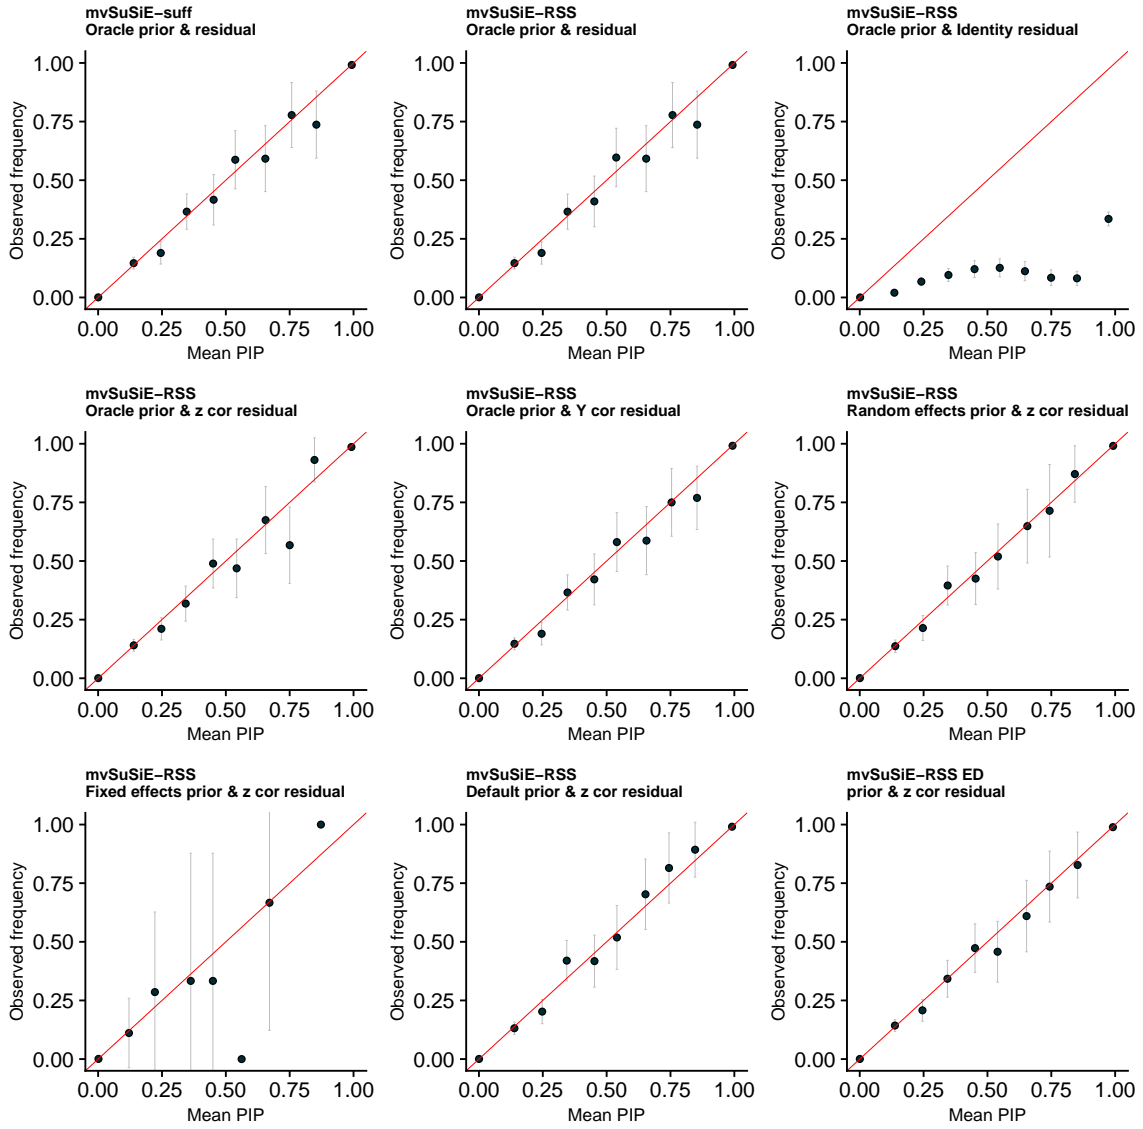 mvSuSiE−suff
Oracle prior & residual
1.00
0.75
0.50
0.25
0.00
Observed frequency
0.00 0.25 0.50 0.75 1.00
Mean PIP
mvSuSiE−RSS
Oracle prior & residual
1.00
0.75
0.50
0.25
0.00
Observed frequency
0.00 0.25 0.50 0.75 1.00
Mean PIP
mvSuSiE−RSS
Oracle prior & Identity residual
1.00
0.75
0.50
0.25
0.00
Observed frequency
0.00 0.25 0.50 0.75 1.00
Mean PIP
mvSuSiE−RSS
Oracle prior & z cor residual
1.00
0.75
0.50
0.25
0.00
Observed frequency
0.00 0.25 0.50 0.75 1.00
Mean PIP
mvSuSiE−RSS
Oracle prior & Y cor residual
1.00
0.75
0.50
0.25
0.00
Observed frequency
0.00 0.25 0.50 0.75 1.00
Mean PIP
mvSuSiE−RSS
Random effects prior & z cor residual
1.00
0.75
0.50
0.25
0.00
Observed frequency
0.00 0.25 0.50 0.75 1.00
Mean PIP
mvSuSiE−RSS
Fixed effects prior & z cor residual
1.00
0.75
0.50
0.25
0.00
Observed frequency
0.00 0.25 0.50 0.75 1.00
Mean PIP
mvSuSiE−RSS
Default prior & z cor residual
1.00
0.75
0.50
0.25
0.00
Observed frequency
0.00 0.25 0.50 0.75 1.00
Mean PIP
mvSuSiE−RSS ED
prior & z cor residual
1.00
0.75
0.50
0.25
0.00
Observed frequency
0.00 0.25 0.50 0.75 1.00
Mean PIP